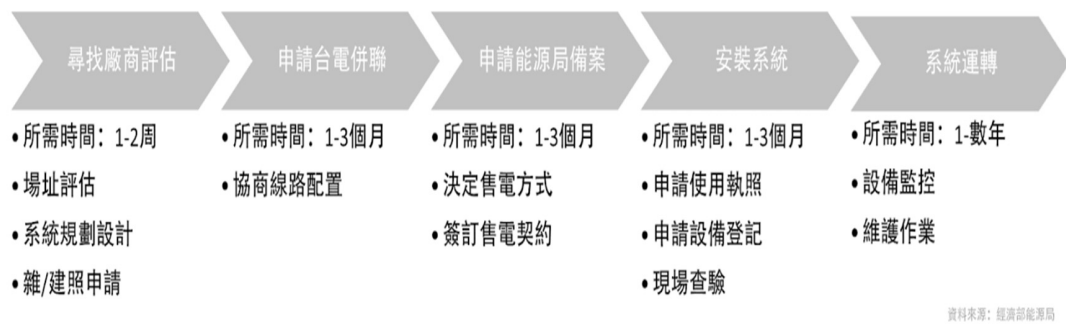 尋找廠商評估
申請台電併聯
申請能源局備案
安裝系統
系統運轉
• 所需時間：1-2周
• 場址評估
• 系統規劃設計
• 雜/建照申請
• 所需時間：1-3個月
• 協商線路配置
• 所需時間：1-3個月
• 決定售電方式
• 簽訂售電契約
• 所需時間：1-3個月
• 申請使用執照
• 申請設備登記
• 現場查驗
• 所需時間：1-數年
• 設備監控
• 維護作業
資料來源：經濟部能源局